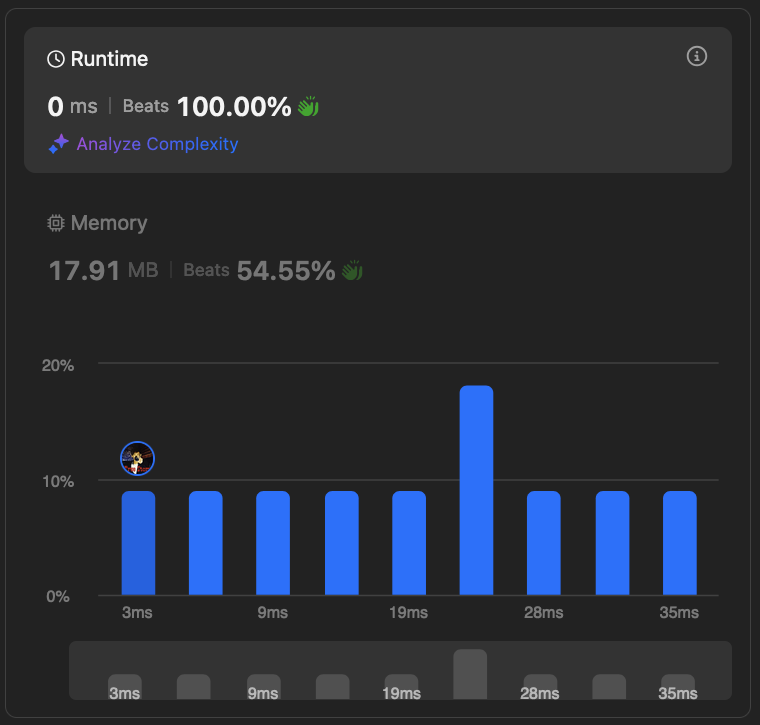 Runtime
0 ms | Beats 100.00%
Analyze Complexity
Memory
17.91 MB | Beats 54.55%
20%
10%
0%
3ms 9ms 19ms 28ms 35ms
3ms 9ms 19ms 28ms 35ms